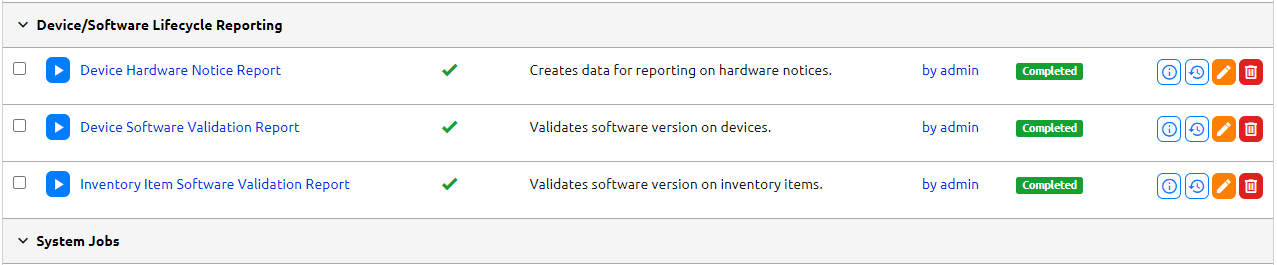 Device/Software Lifecycle Reporting
Device Hardware Notice Report Creates data for reporting on hardware notices. by admin Completed
Device Software Validation Report Validates software version on devices. by admin Completed
Inventory Item Software Validation Report Validates software version on inventory items. by admin Completed
System Jobs